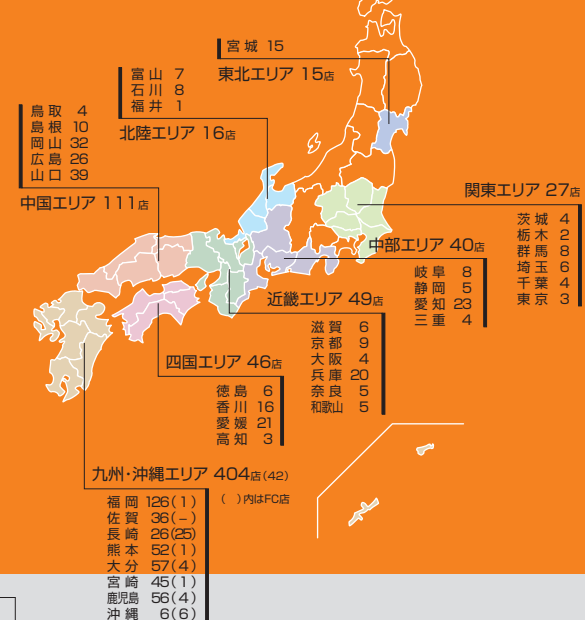 宮城 15
東北エリア 15店
富山 7
石川 8
福井 1
北陸エリア 16店
鳥取 4
島根 10
岡山 32
広島 26
山口 39
中国エリア 111店
関東エリア 27店
茨城 4
栃木 2
群馬 8
埼玉 6
千葉 4
東京 3
中部エリア 40店
岐阜 8
静岡 5
愛知 23
三重 4
近畿エリア 49店
滋賀 6
京都 9
大阪 4
兵庫 20
奈良 5
和歌山 5
四国エリア 46店
徳島 6
香川 16
愛媛 21
高知 3
九州・沖縄エリア 404店(42)
( )内はFC店
福岡 126(1)
佐賀 36(−)
長崎 26(25)
熊本 52(1)
大分 57(4)
宮崎 45(1)
鹿児島 56(4)
沖縄 6(6)